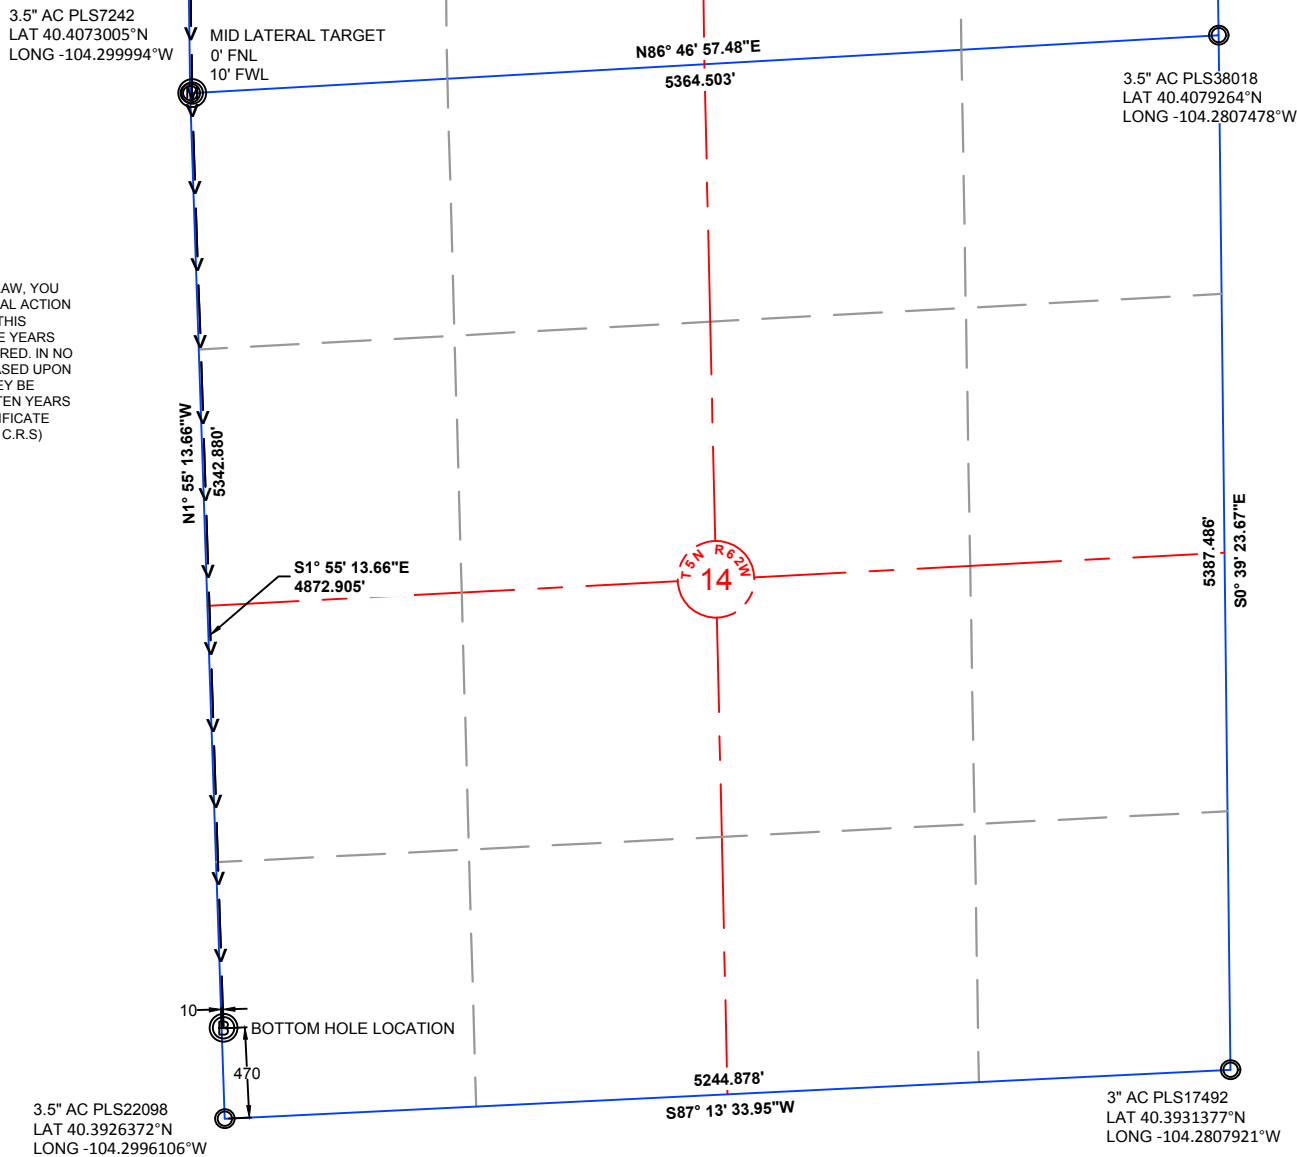 3.5" AC PLS7242
LAT 40.4073005°N
LONG -104.299994°W
MID LATERAL TARGET
0' FNL
10' FWL
N86° 46' 57.48"E
5364.503'
3.5" AC PLS38018
LAT 40.4079264°N
LONG -104.2807478°W
AW, YOU
AL ACTION
THIS
E YEARS
RED. IN NO
ASED UPON
EY BE
TEN YEARS
IFICATE
C.R.S)
N1° 55' 13.66"W
5342.880'
S1° 55' 13.66"E
4872.905'
T5N R62W
14
5387.486'
S0° 39' 23.67"E
10
B
BOTTOM HOLE LOCATION
470
5244.878'
S87° 13' 33.95"W
3.5" AC PLS22098
LAT 40.3926372°N
LONG -104.2996106°W
3" AC PLS17492
LAT 40.3931377°N
LONG -104.2807921°W